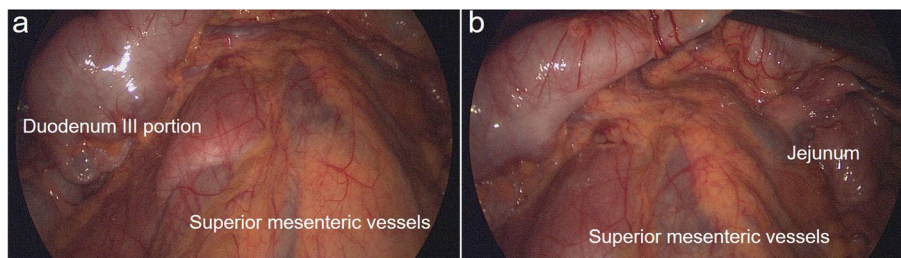 a
Duodenum III portion
Superior mesenteric vessels
b
Jejunum
Superior mesenteric vessels